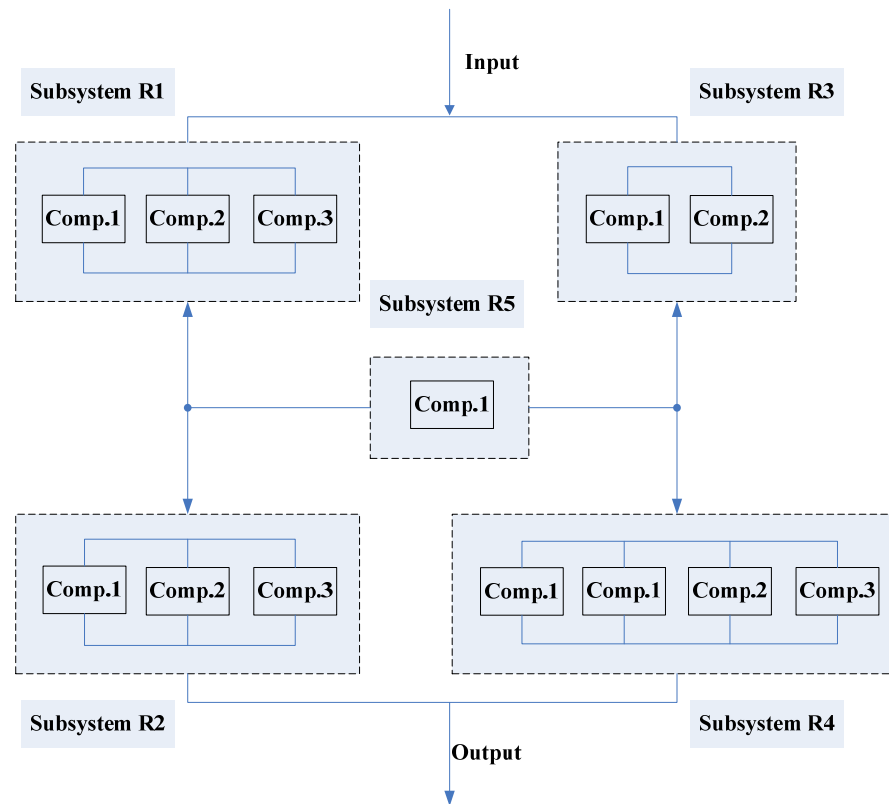 Input
Subsystem R1
Subsystem R3
Comp.1 Comp.2 Comp.3
Comp.1 Comp.2
Subsystem R5
Comp.1
Comp.1 Comp.2 Comp.3
Comp.1 Comp.1 Comp.2 Comp.3
Subsystem R2
Subsystem R4
Output